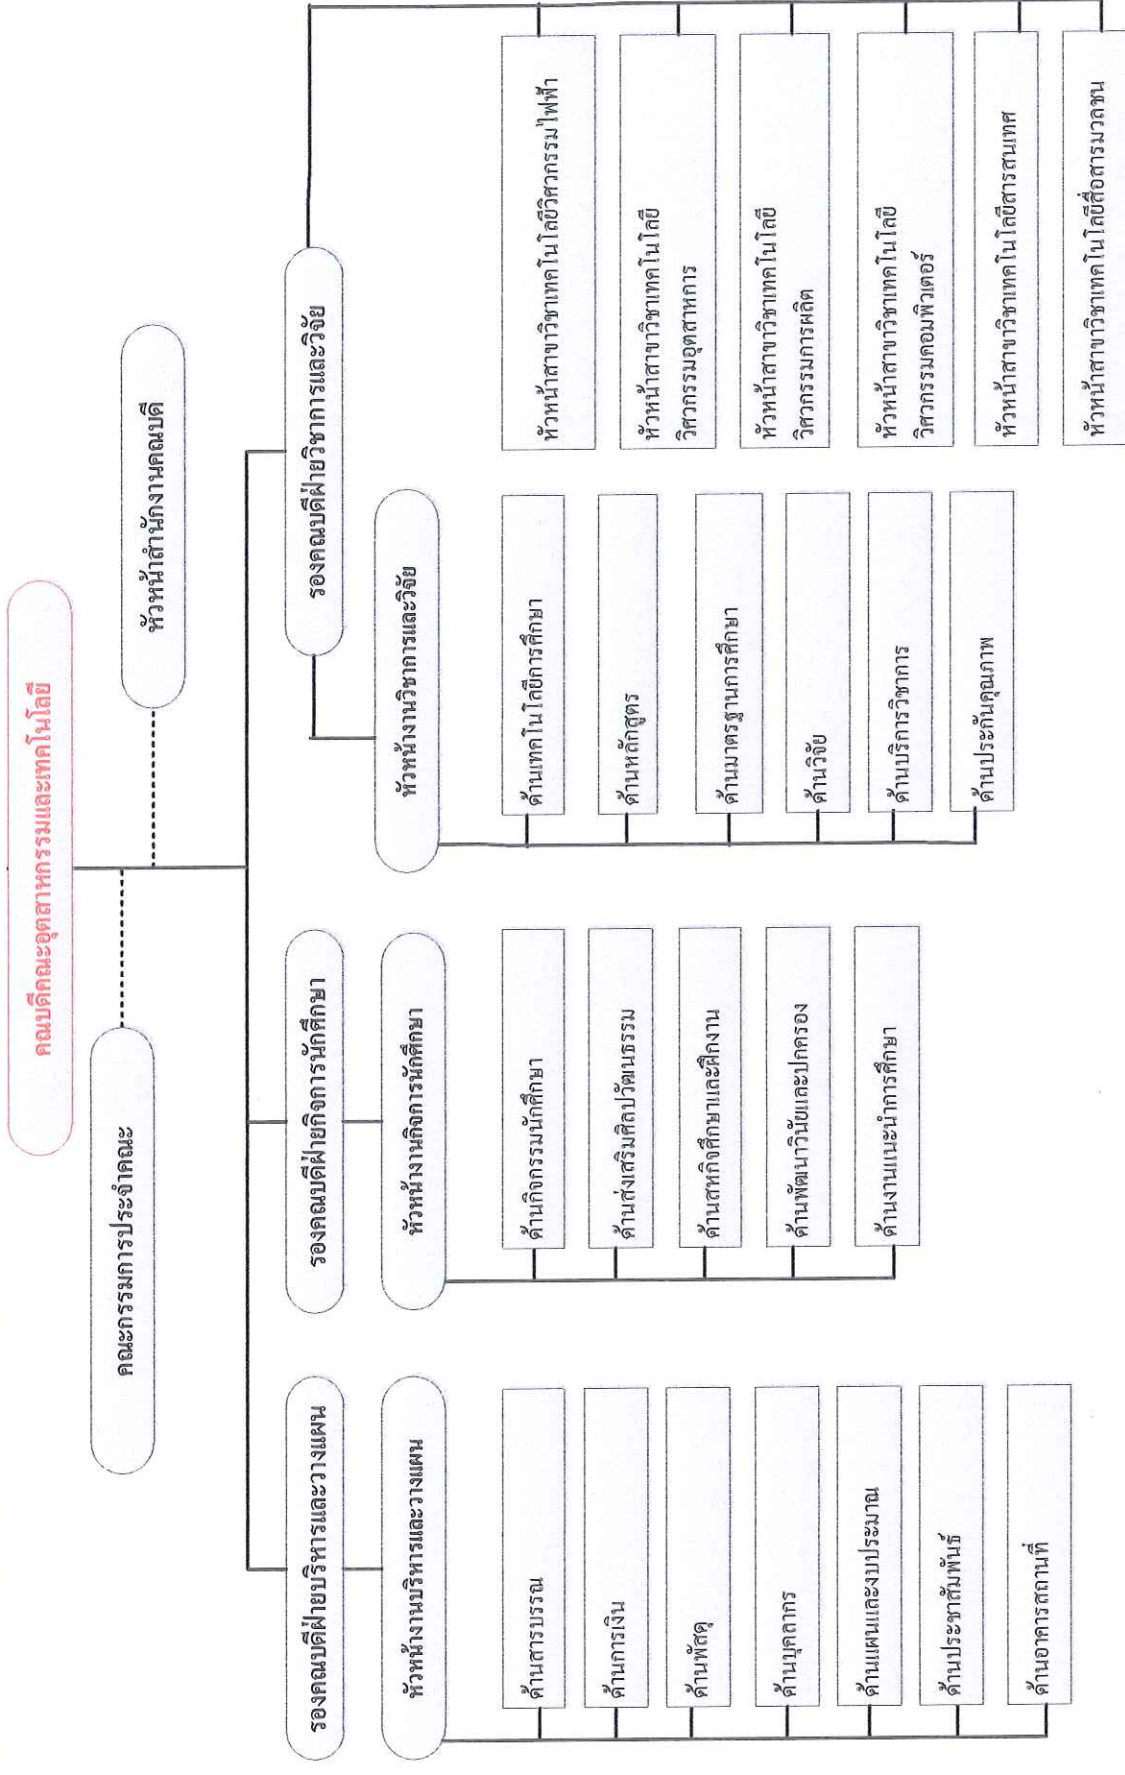 คณบดีคณะอุตสาหกรรมและเทคโนโลยี
คณะกรรมการประจำคณะ
หัวหน้าสำนักงานคณบดี
รองคณบดีฝ่ายบริหารและวางแผน
รองคณบดีฝ่ายกิจการนักศึกษา
รองคณบดีฝ่ายวิชาการและวิจัย
หัวหน้างานบริหารและวางแผน
หัวหน้างานกิจการนักศึกษา
หัวหน้างานวิชาการและวิจัย
ด้านสารบรรณ
ด้านการเงิน
ด้านพัสดุ
ด้านบุคลากร
ด้านแผนและงบประมาณ
ด้านประชาสัมพันธ์
ด้านอาคารสถานที่
ด้านกิจกรรมนักศึกษา
ด้านส่งเสริมศิลปวัฒนธรรม
ด้านสหกิจศึกษาและฝึกงาน
ด้านพัฒนาวินัยและปกครอง
ด้านงานแนะนำการศึกษา
ด้านเทคโนโลยีการศึกษา
ด้านหลักสูตร
ด้านมาตรฐานการศึกษา
ด้านวิจัย
ด้านบริการวิชาการ
ด้านประกันคุณภาพ
หัวหน้าสาขาวิชาเทคโนโลยีวิศวกรรมไฟฟ้า
หัวหน้าสาขาวิชาเทคโนโลยี
วิศวกรรมอุตสาหการ
หัวหน้าสาขาวิชาเทคโนโลยี
วิศวกรรมการผลิต
หัวหน้าสาขาวิชาเทคโนโลยี
วิศวกรรมคอมพิวเตอร์
หัวหน้าสาขาวิชาเทคโนโลยีสารสนเทศ
หัวหน้าสาขาวิชาเทคโนโลยีสื่อสารมวลชน